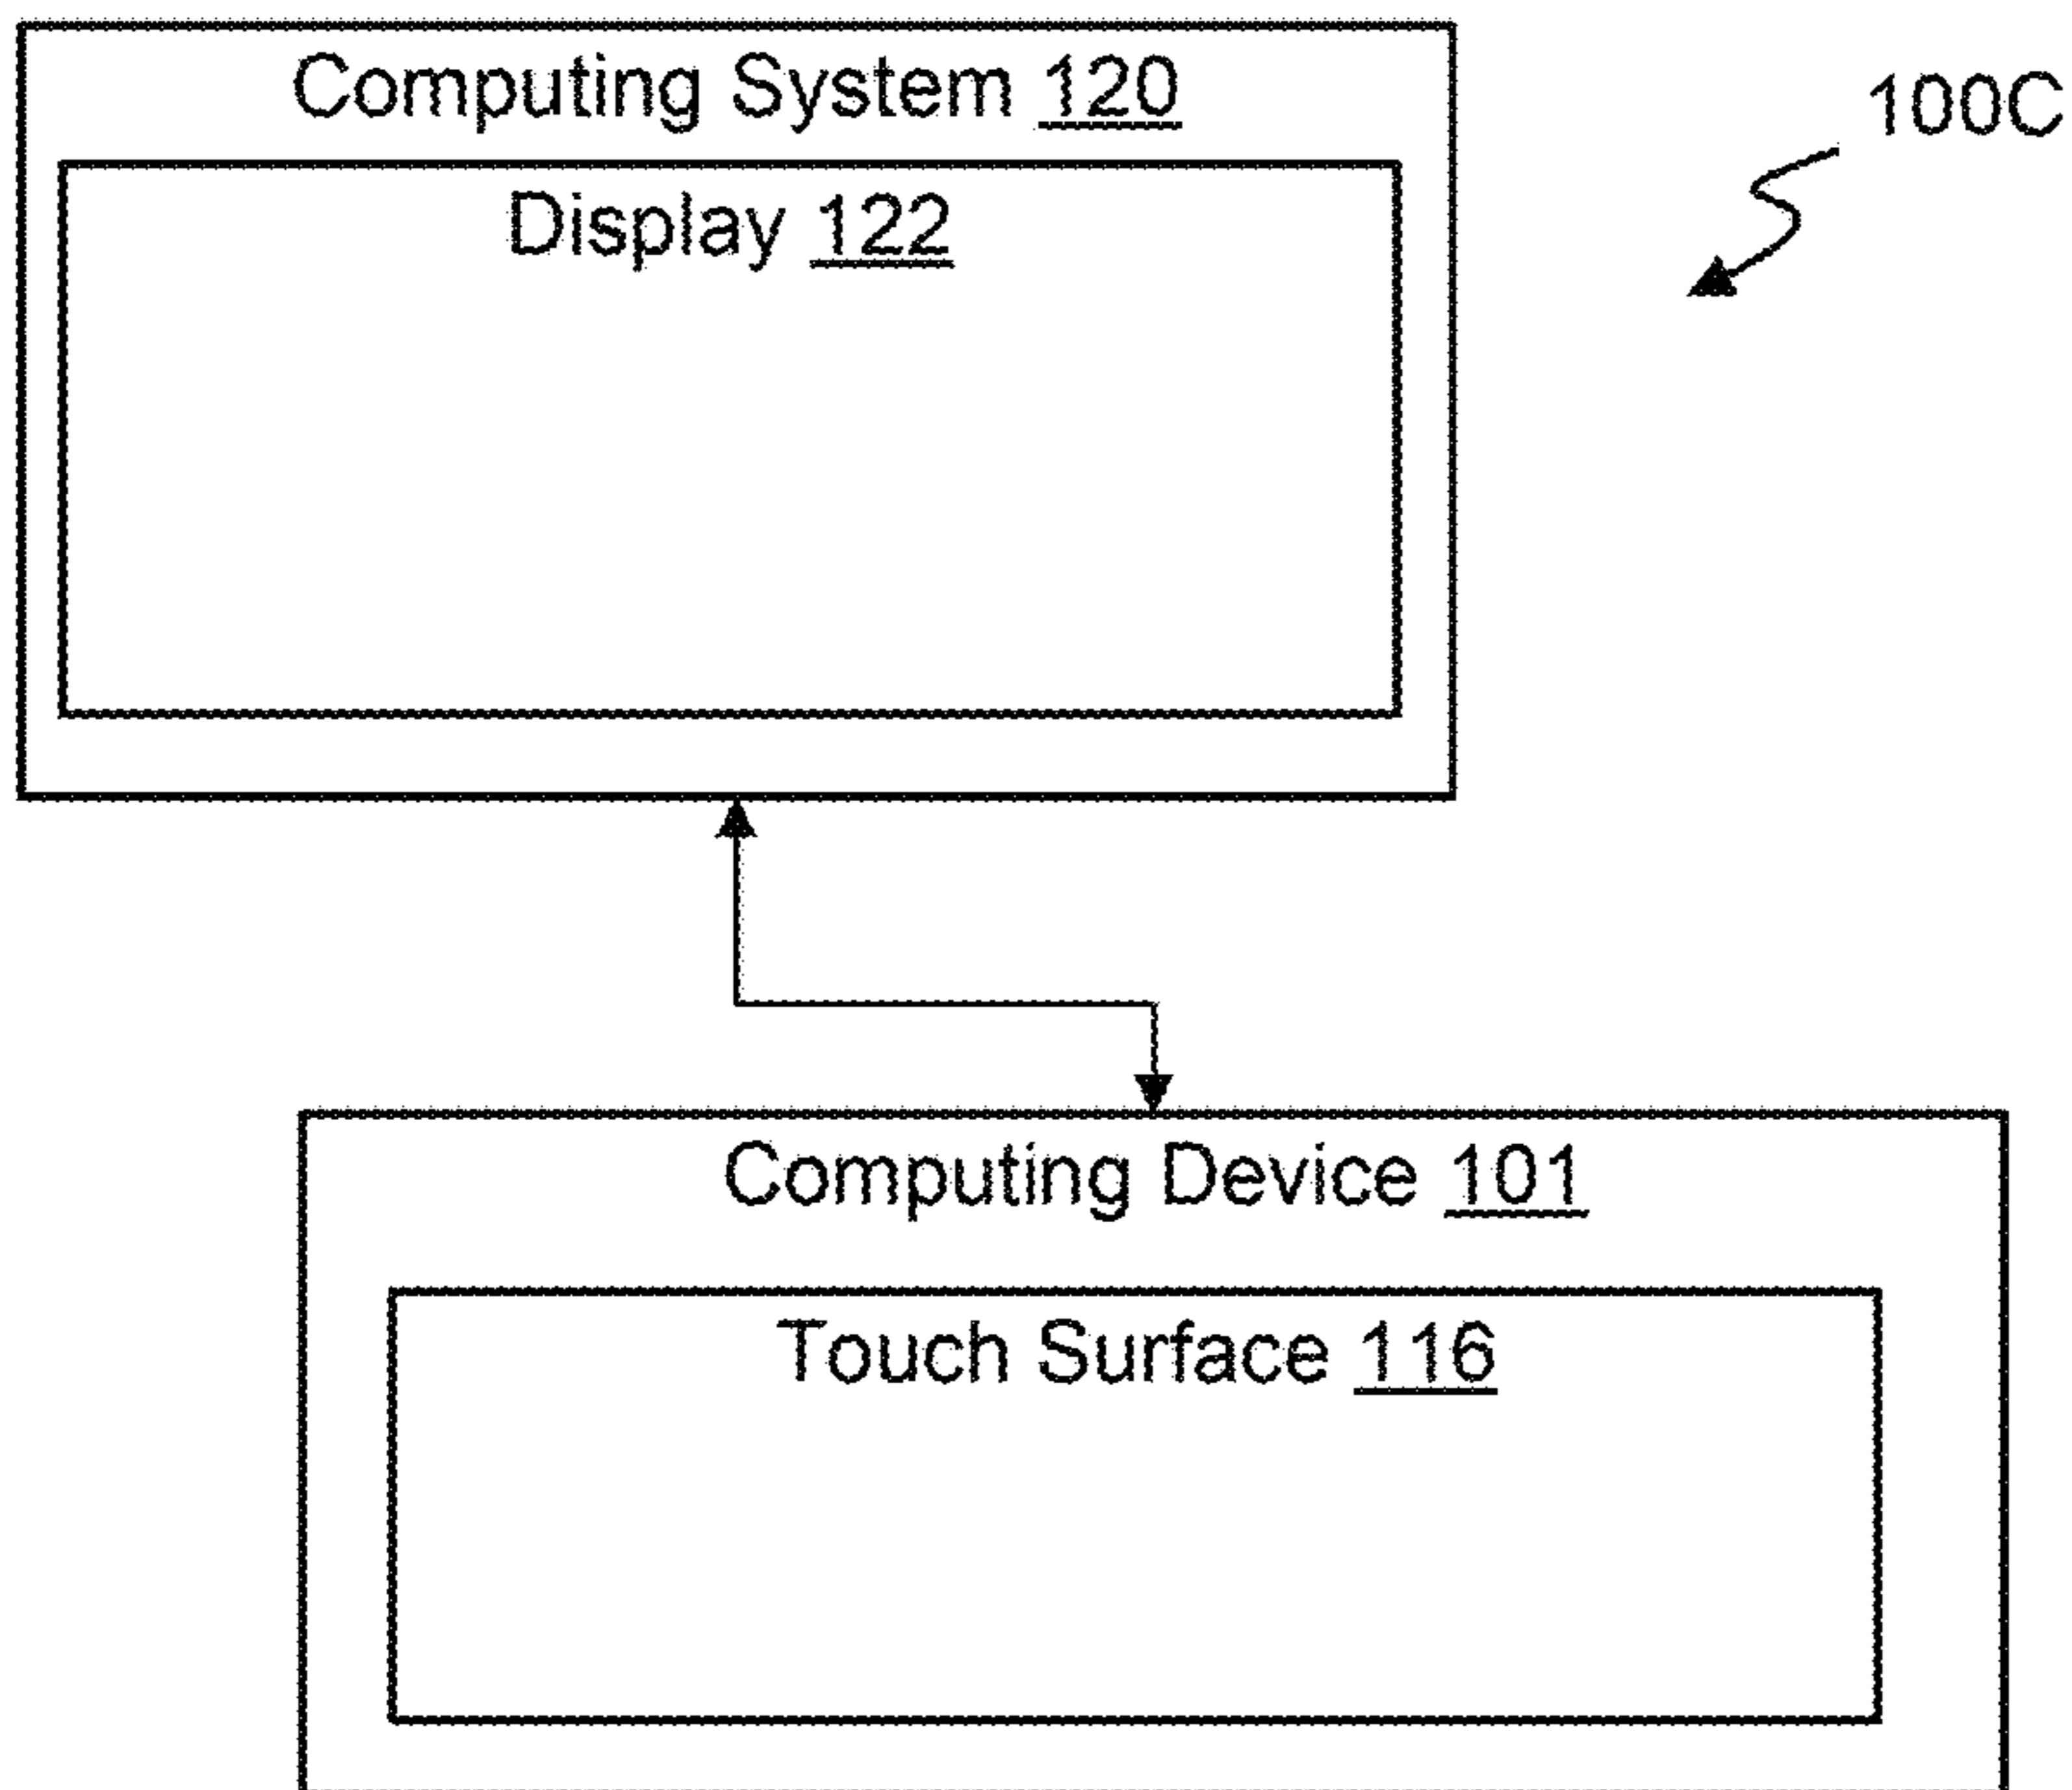 Computing System 120
100C
Display 122
Computing Device 101
Touch Surface 116